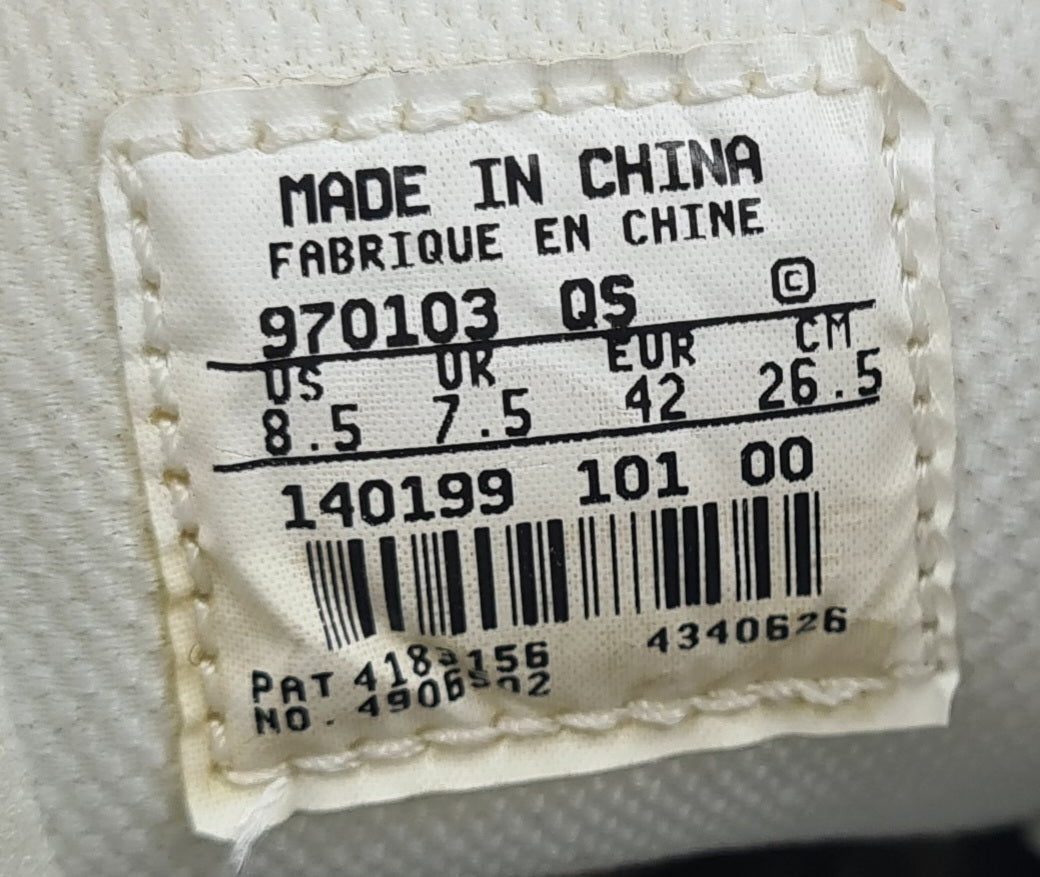 MADE IN CHINA
FABRIQUE EN CHINE
970103 QS ©
US UK EUR CM
8.5 7.5 42 26.5
140199 101 00
PAT 4340626
NO.